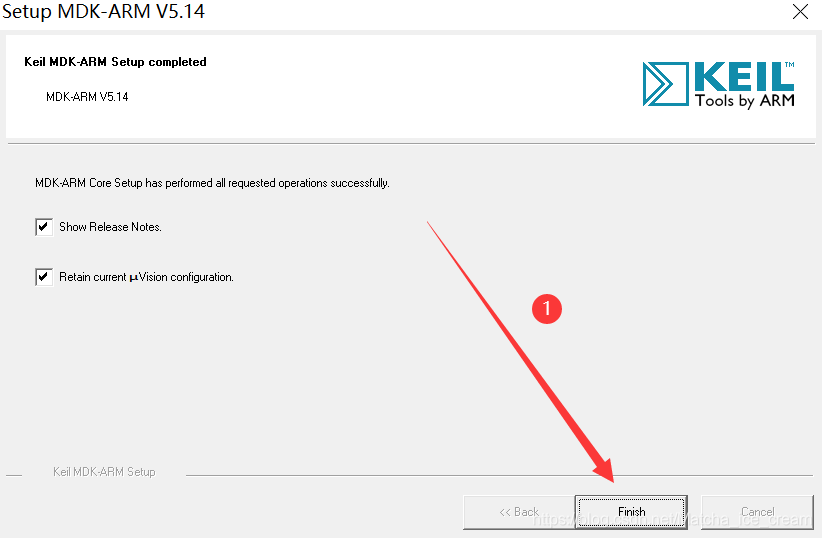 Setup MDK-ARM V5.14
Keil MDK-ARM Setup completed
MDK-ARM V5.14
KEIL™
Tools by ARM
MDK-ARM Core Setup has performed all requested operations successfully.
Show Release Notes.
Retain current µVision configuration.
1
Keil MDK-ARM Setup
<< Back
Finish
Cancel
https://blog.csdn.net/Matcha_ice_cream